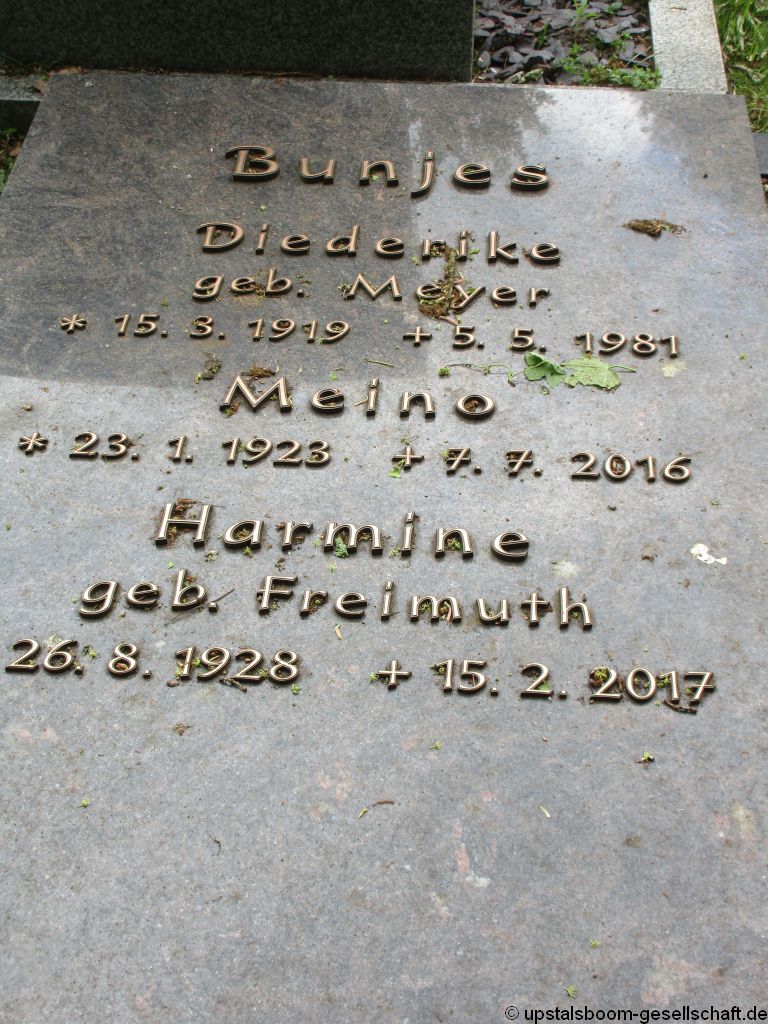 Bunjes
Diederike
geb. Meyer
* 15. 3. 1919 + 5. 5. 1981
Meino
* 23. 1. 1923 + 7. 7. 2016
Harmine
geb. Freimuth
26. 8. 1928 + 15. 2. 2017
© upstalsboom-gesellschaft.de